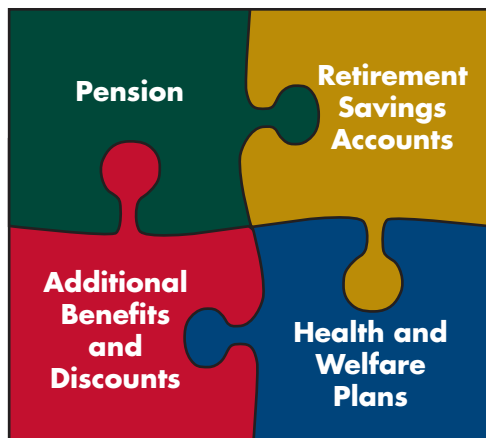 Pension
Retirement
Savings
Accounts
Additional
Benefits
and
Discounts
Health and
Welfare
Plans